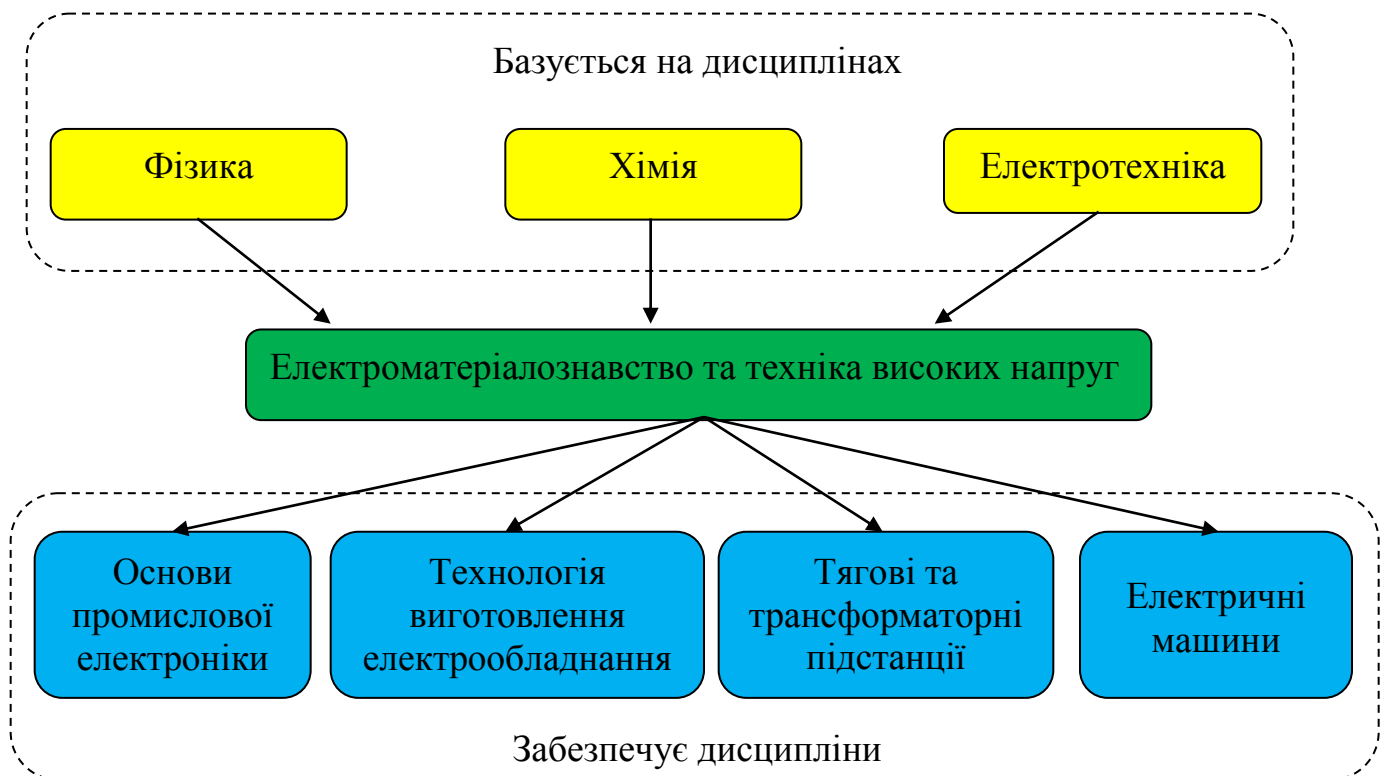 Базується на дисциплінах
Фізика
Хімія
Електротехніка
Електроматеріалознавство та техніка високих напруг
Основи
промислової
електроніки
Технологія
виготовлення
електрообладнання
Тягові та
трансформаторні
підстанції
Електричні
машини
Забезпечує дисципліни